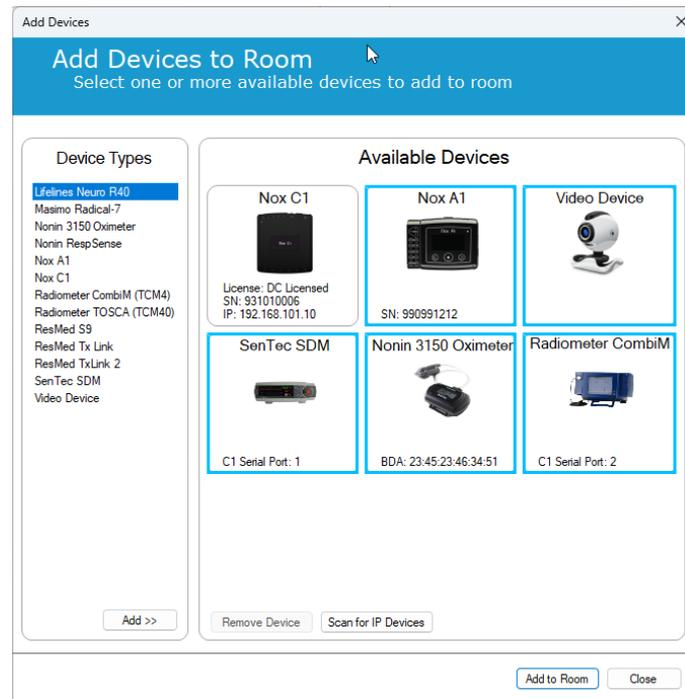 Add Devices
Add Devices to Room
Select one or more available devices to add to room
Device Types
Lifelines Neuro R40
Masimo Radical-7
Nonin 3150 Oximeter
Nonin RespSense
Nox A1
Nox C1
Radiometer CombiM (TCM4)
Radiometer TOSCA (TCM40)
ResMed S9
ResMed Tx Link
ResMed TxLink 2
SenTec SDM
Video Device
Add >>
Available Devices
Nox C1
Nox C1
License: DC Licensed
SN: 931010006
IP: 192.168.101.10
Nox A1
Nox A1
SN: 990991212
Video Device
SenTec SDM
C1 Serial Port: 1
Nonin 3150 Oximeter
BDA: 23:45:23:46:34:51
Radiometer CombiM
C1 Serial Port: 2
Remove Device
Scan for IP Devices
Add to Room
Close